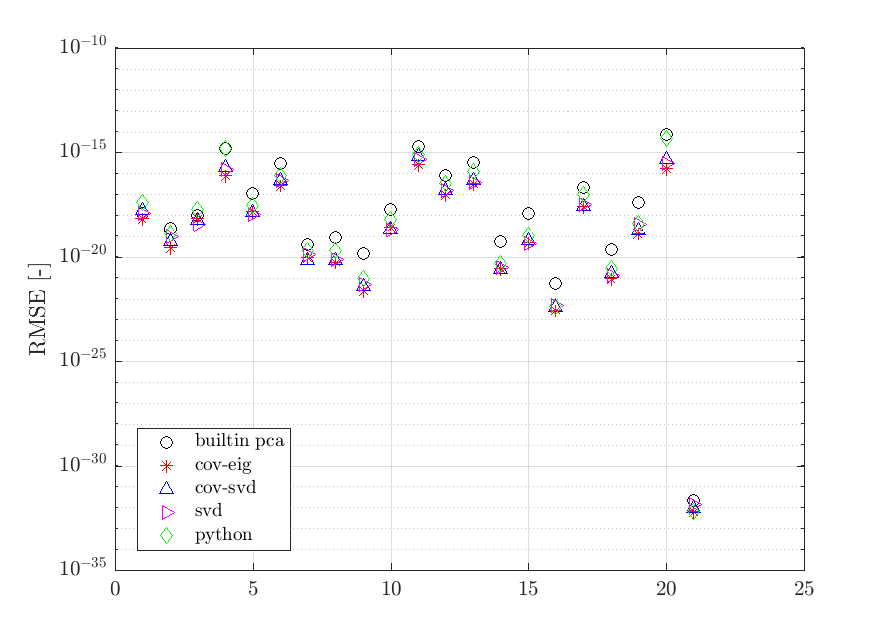 10^{-10}
10^{-15}
10^{-20}
10^{-25}
10^{-30}
10^{-35}
RMSE [-]
builtin pca
cov-eig
cov-svd
svd
python
0 5 10 15 20 25